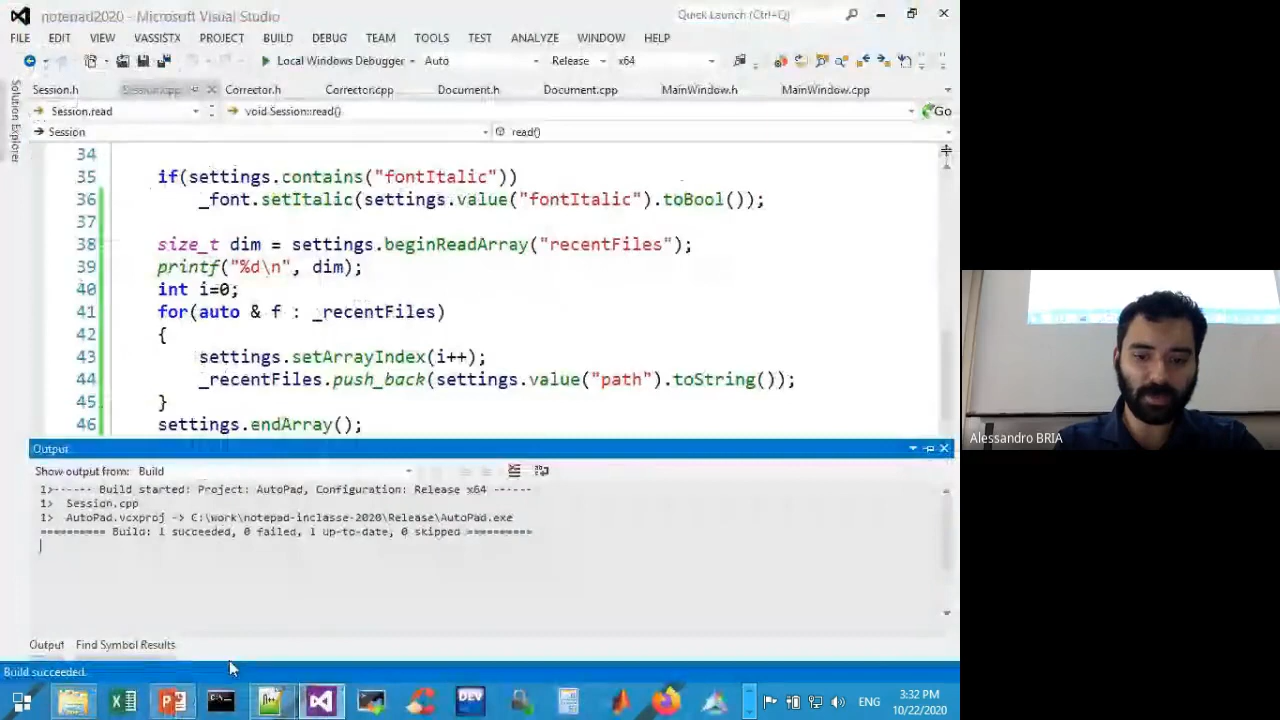 notepad2020 - Microsoft Visual Studio
Quick Launch (Ctrl+Q)
FILE EDIT VIEW VASSISTX PROJECT BUILD DEBUG TEAM TOOLS TEST ANALYZE WINDOW HELP
Local Windows Debugger Auto Release x64
Session.h Session.cpp Corrector.h Corrector.cpp Document.h Document.cpp MainWindow.h MainWindow.cpp
Session.read void Session::read() Go
Session read()
Solution Explorer
34
35 if(settings.contains("fontItalic"))
36 _font.setItalic(settings.value("fontItalic").toBool());
37
38 size_t dim = settings.beginReadArray("recentFiles");
39 printf("%d\n", dim);
40 int i=0;
41 for(auto & f : _recentFiles)
42 {
43 settings.setArrayIndex(i++);
44 _recentFiles.push_back(settings.value("path").toString());
45 }
46 settings.endArray();
Output
Show output from: Build
1>------ Build started: Project: AutoPad, Configuration: Release x64 ------
1> Session.cpp
1> AutoPad.vcxproj -> C:\work\notepad-inclasse-2020\Release\AutoPad.exe
========== Build: 1 succeeded, 0 failed, 1 up-to-date, 0 skipped ==========
Output Find Symbol Results
Build succeeded
DEV
ENG
3:32 PM
10/22/2020
Alessandro BRIA